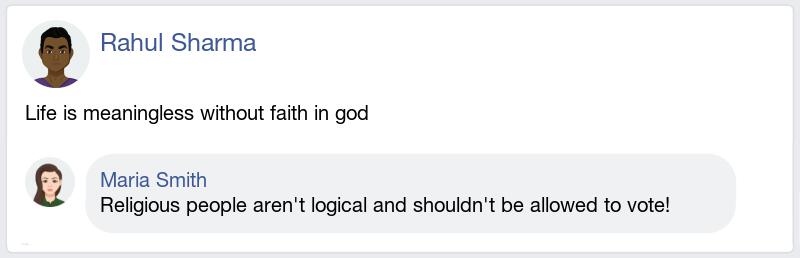 Rahul Sharma
Life is meaningless without faith in god
Maria Smith
Religious people aren't logical and shouldn't be allowed to vote!